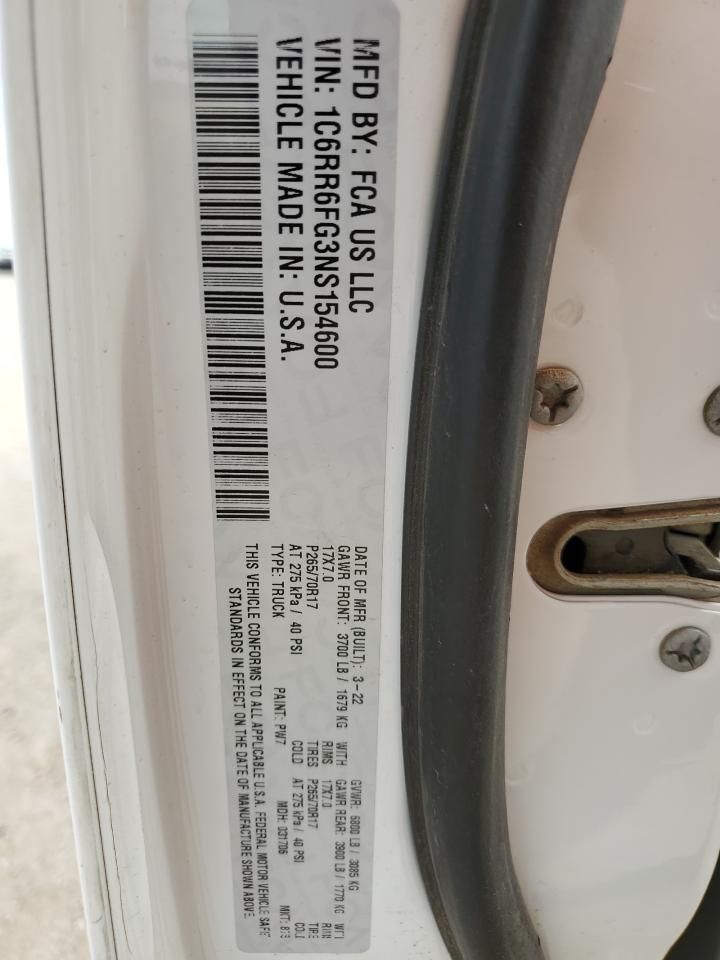 MFD BY: FCA US LLC
VIN: 1C6RR6FG3NS154600
VEHICLE MADE IN: U.S.A.
DATE OF MFR (BUILT): 3-22 GVWR: 6800 LB / 3085 KG
GAWR FRONT: 3700 LB / 1679 KG WITH GAWR REAR: 3900 LB / 1770 KG
17X7.0 RIMS 17X7.0
P265/70R17 TIRES P265/70R17
AT 275 kPa / 40 PSI COLD AT 275 kPa / 40 PSI
TYPE: TRUCK PAINT: PW7 MDH: 031706 MKT:
THIS VEHICLE CONFORMS TO ALL APPLICABLE U.S.A. FEDERAL MOTOR VEHICLE
STANDARDS IN EFFECT ON THE DATE OF MANUFACTURE SHOWN ABOVE.